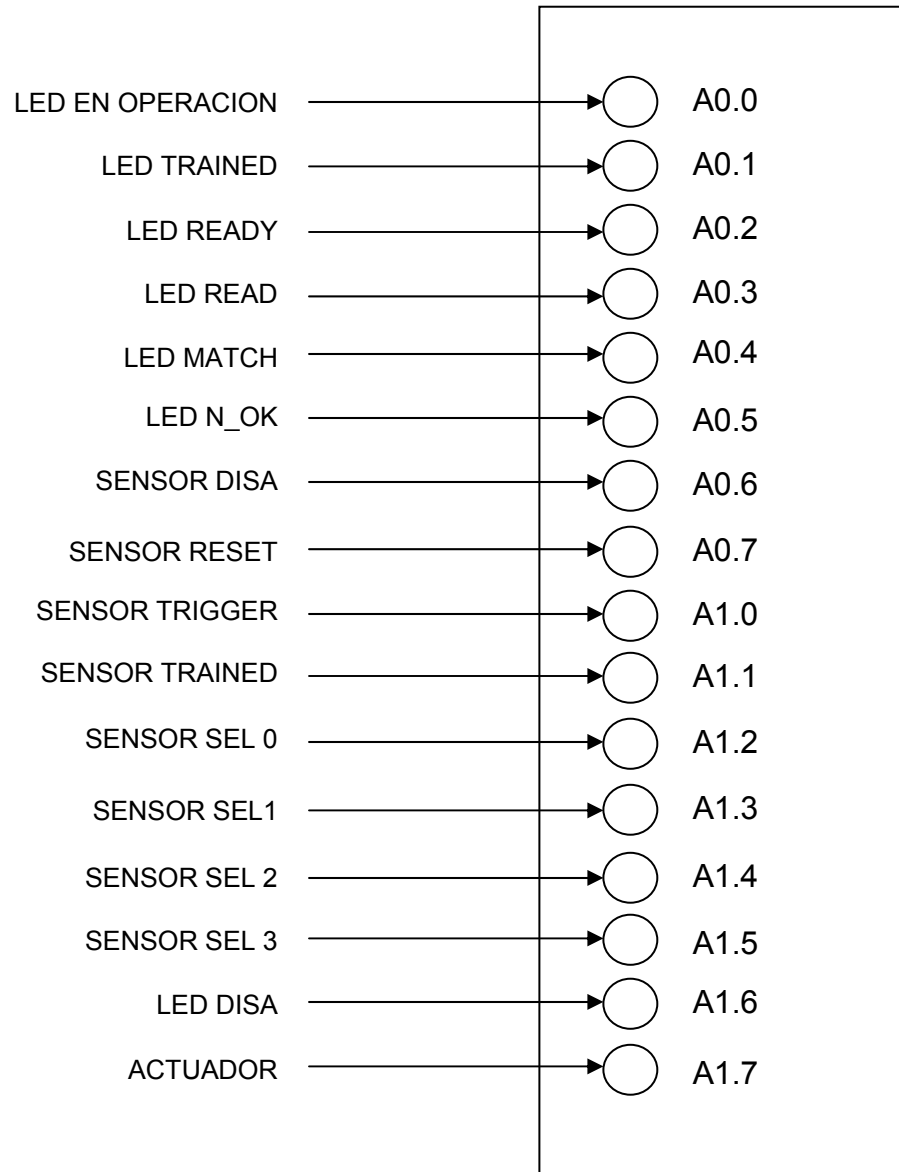 LED EN OPERACION A0.0
LED TRAINED A0.1
LED READY A0.2
LED READ A0.3
LED MATCH A0.4
LED N_OK A0.5
SENSOR DISA A0.6
SENSOR RESET A0.7
SENSOR TRIGGER A1.0
SENSOR TRAINED A1.1
SENSOR SEL 0 A1.2
SENSOR SEL1 A1.3
SENSOR SEL 2 A1.4
SENSOR SEL 3 A1.5
LED DISA A1.6
ACTUADOR A1.7